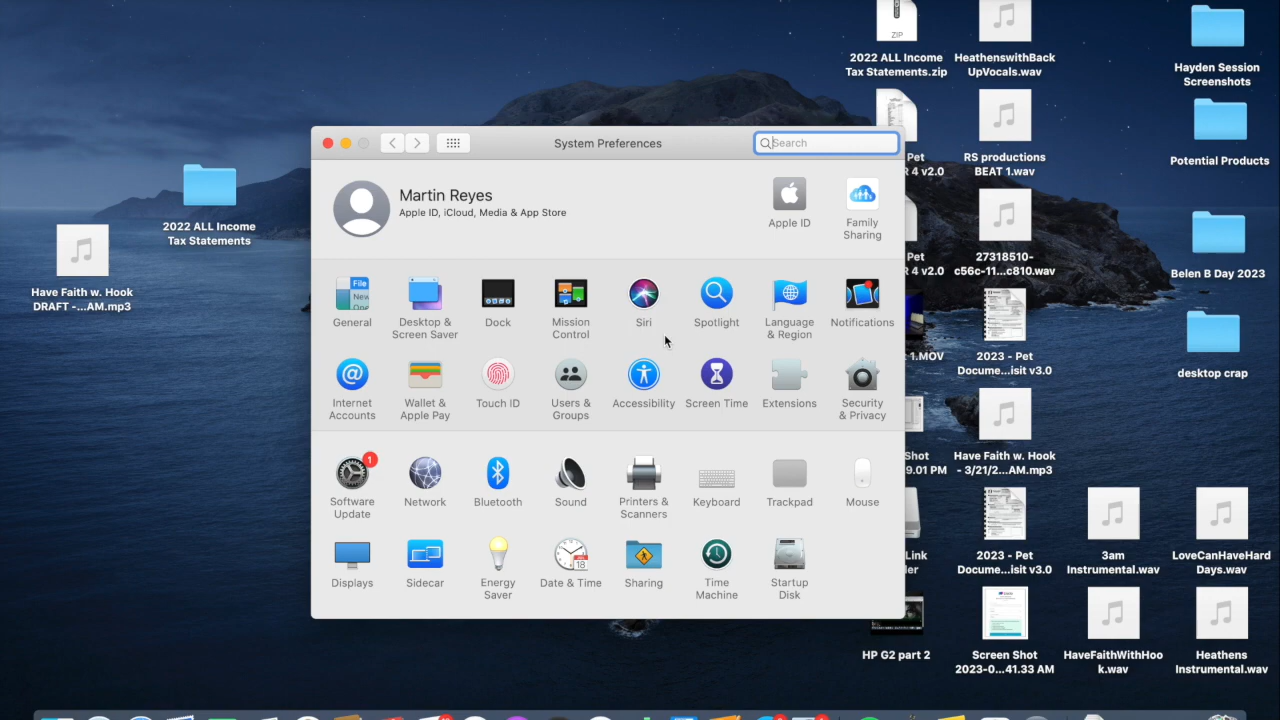 System Preferences
Search
Martin Reyes
Apple ID, iCloud, Media & App Store
Apple ID
Family
Sharing
File
New
General
Desktop &
Screen Saver
Dock
Mission
Control
Siri
Spotlight
Language
& Region
Notifications
Internet
Accounts
Wallet &
Apple Pay
Touch ID
Users &
Groups
Accessibility
Screen Time
Extensions
Security
& Privacy
1
Software
Update
Network
Bluetooth
Sound
Printers &
Scanners
Keyboard
Trackpad
Mouse
Displays
Sidecar
Energy
Saver
18
Date & Time
Sharing
Time
Machine
Startup
Disk
Have Faith w. Hook
DRAFT -...AM.mp3
2022 ALL Income
Tax Statements
ZIP
2022 ALL Income
Tax Statements.zip
Pet
R 4 v2.0
Pet
R 4 v2.0
1.MOV
Shot
9.01 PM
Link
HP G2 part 2
HeathenswithBack
UpVocals.wav
RS productions
BEAT 1.wav
27318510-
c56c-11...c810.wav
2023 - Pet
Docume...isit v3.0
Have Faith w. Hook
- 3/21/2...AM.mp3
2023 - Pet
Docume...isit v3.0
Screen Shot
2023-0...41.33 AM
3am
Instrumental.wav
HaveFaithWithHoo
k.wav
Hayden Session
Screenshots
Potential Products
Belen B Day 2023
desktop crap
LoveCanHaveHard
Days.wav
Heathens
Instrumental.wav